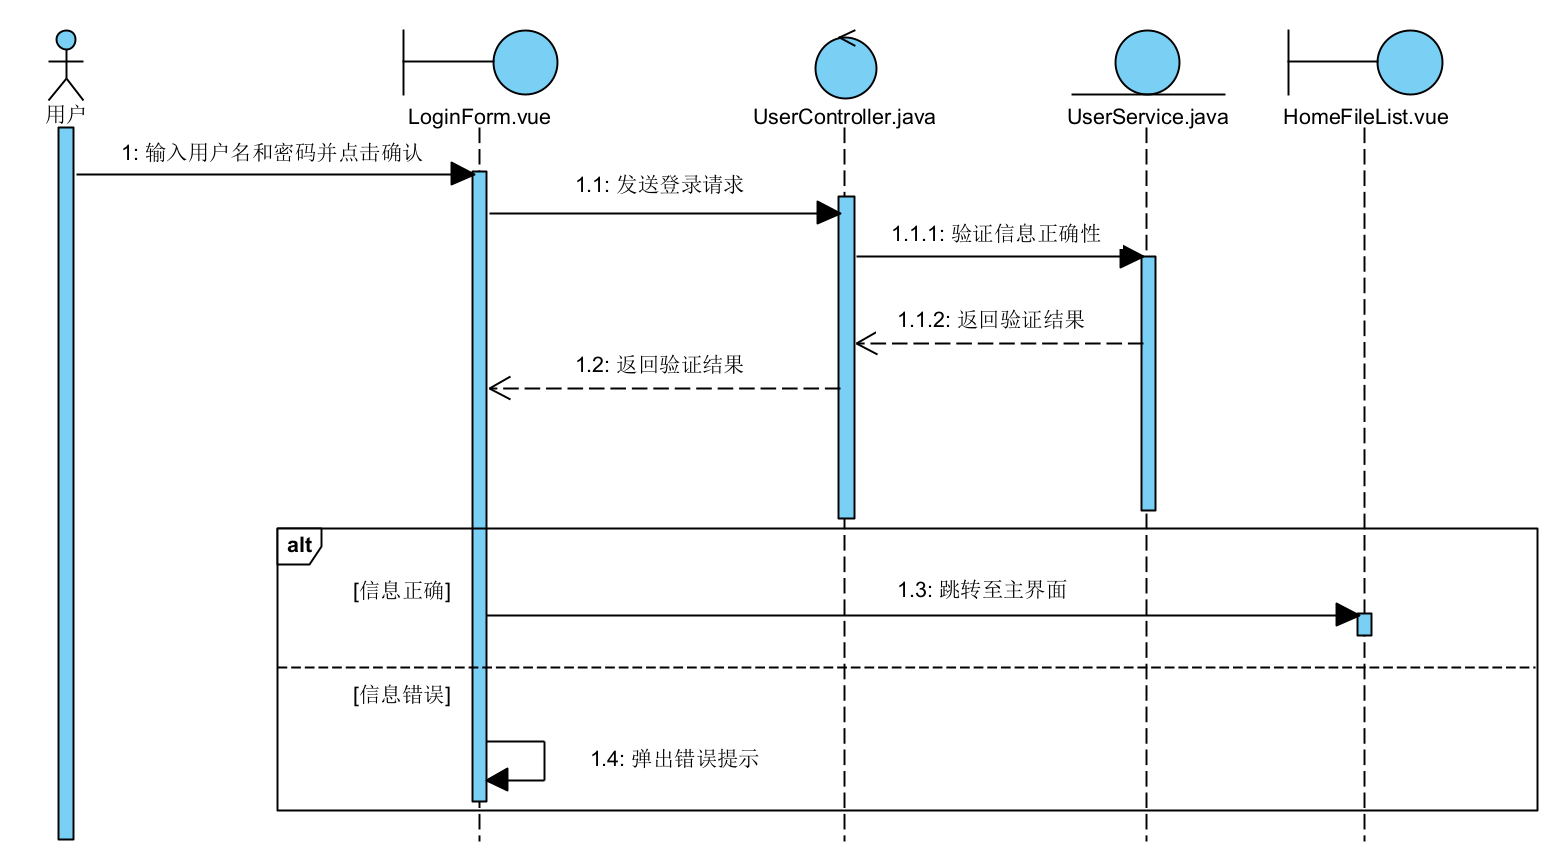 用户
LoginForm.vue
UserController.java
UserService.java
HomeFileList.vue
1: 输入用户名和密码并点击确认
1.1: 发送登录请求
1.1.1: 验证信息正确性
1.1.2: 返回验证结果
1.2: 返回验证结果
alt
[信息正确]
1.3: 跳转至主界面
[信息错误]
1.4: 弹出错误提示